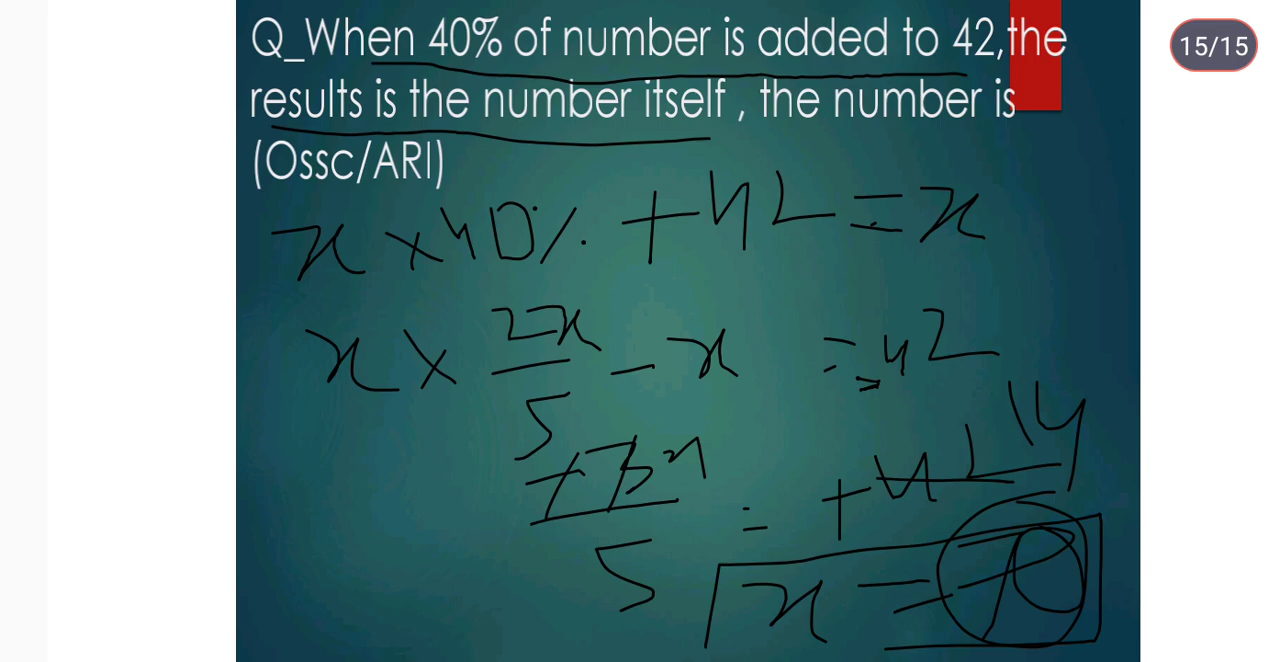 Q_When 40% of number is added to 42,the
15/15
results is the number itself , the number is
(Ossc/ARI)
x × 40% + 42 = x
x × 2x/5 - x = -42
+3x/5 = +42 14
x = 70